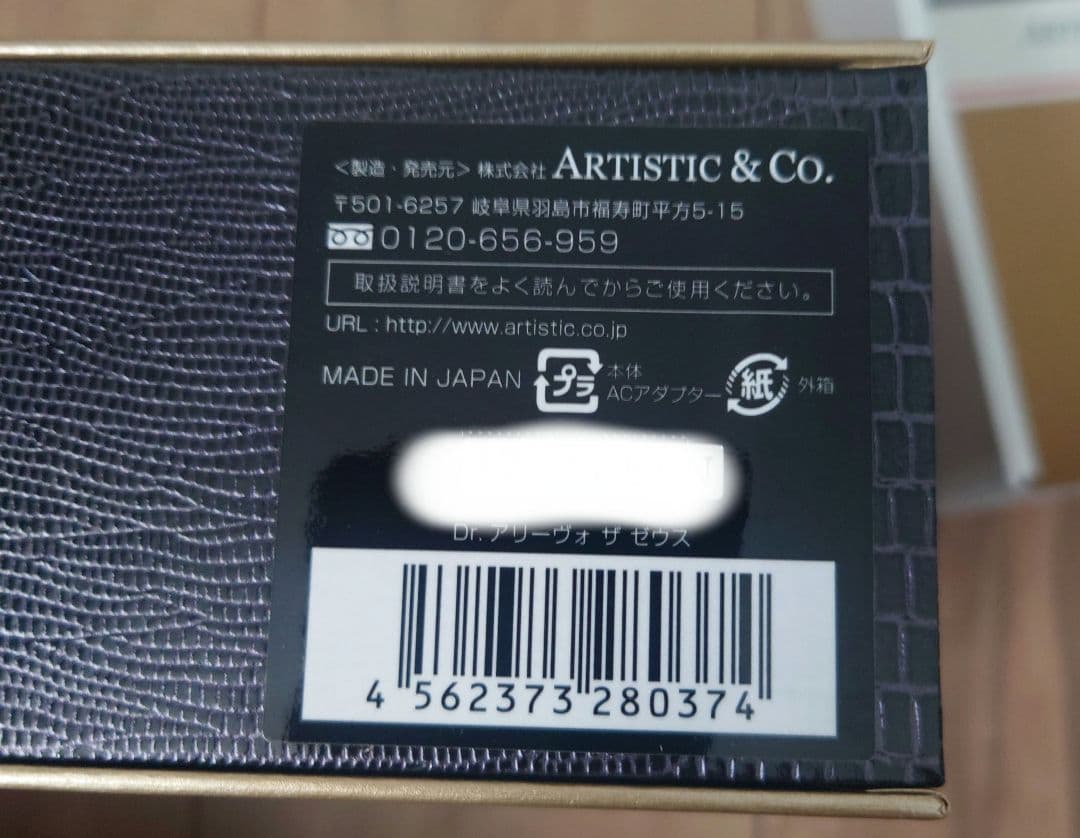 <製造・発売元> 株式会社 ARTISTIC & CO.
〒501-6257 岐阜県羽島市福寿町平方5-15
0120-656-959
取扱説明書をよく読んでからご使用ください。
URL : http://www.artistic.co.jp
MADE IN JAPAN プラ 本体 ACアダプター 紙 外箱
Dr. アリーヴォ ザ ゼウス
4 562373 280374